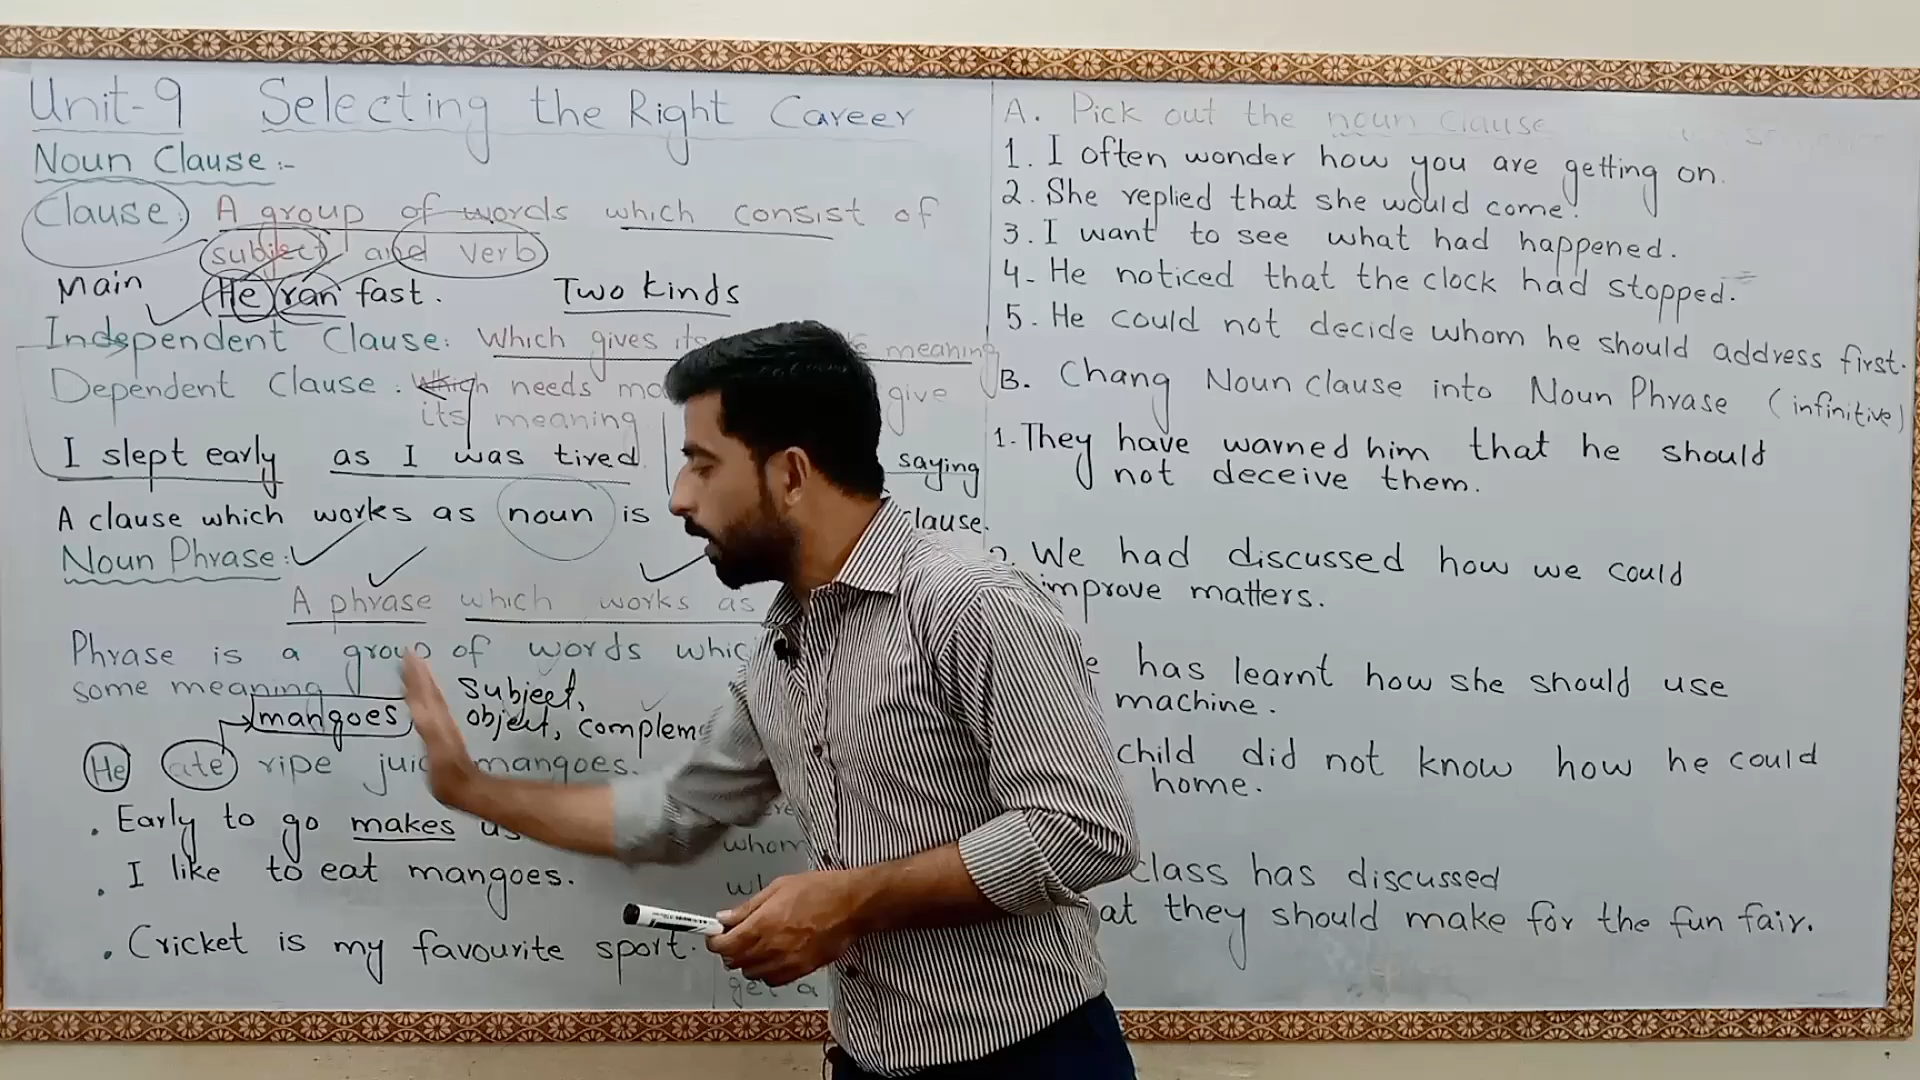 Unit-9 Selecting the Right Career
Noun Clause :-
Clause: A group of words which consist of
subject and verb
Main He ran fast. Two Kinds
Independent Clause: Which gives its meaning
Dependent Clause. Which needs give
its meaning
I slept early as I was tired. saying
A clause which works as noun is clause.
Noun Phrase:
A phrase which works as
Phrase is a group of words
some meaning subject,
mangoes object,
He ate ripe mangoes.
. Early to go makes us
. I like to eat mangoes.
. Cricket is my favourite sport.
whom
get a
A. Pick out the noun clause
1. I often wonder how you are getting on.
2. She replied that she would come.
3. I want to see what had happened.
4- He noticed that the clock had stopped.
5. He could not decide whom he should address first.
B. Chang Noun clause into Noun Phrase (infinitive)
1. They have warned him that he should
not deceive them.
We had discussed how we could
improve matters.
has learnt how she should use
machine.
child did not know how he could
home.
class has discussed
they should make for the fun fair.